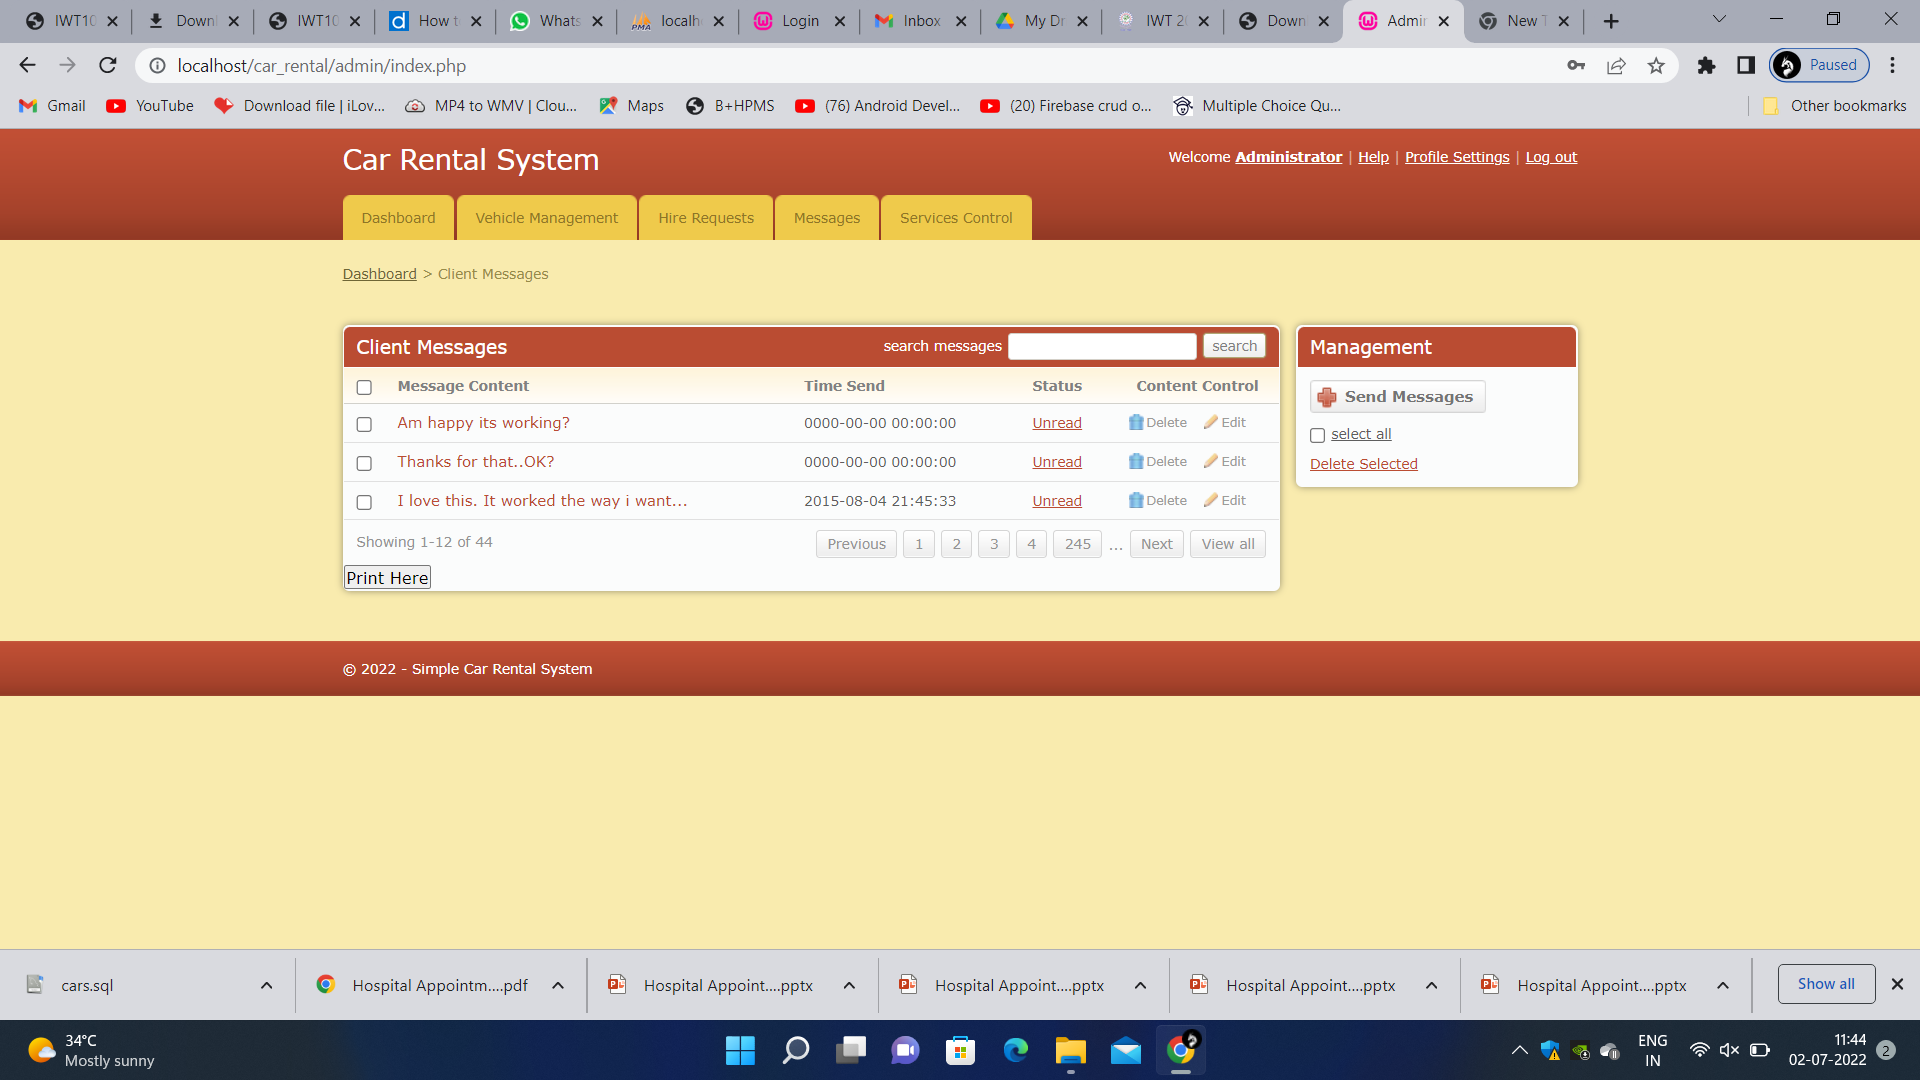 IWT10
Down
IWT10
How t
Whats
localh
Login
Inbox
My Dr
IWT 2
Down
Admin
New T
localhost/car_rental/admin/index.php
Paused
Gmail
YouTube
Download file | iLov...
MP4 to WMV | Clou...
Maps
B+HPMS
(76) Android Devel...
(20) Firebase crud o...
Multiple Choice Qu...
Other bookmarks
Car Rental System
Welcome Administrator | Help | Profile Settings | Log out
Dashboard
Vehicle Management
Hire Requests
Messages
Services Control
Dashboard > Client Messages
Client Messages
search messages
search
Message Content Time Send Status Content Control
Am happy its working? 0000-00-00 00:00:00 Unread Delete Edit
Thanks for that..OK? 0000-00-00 00:00:00 Unread Delete Edit
I love this. It worked the way i want... 2015-08-04 21:45:33 Unread Delete Edit
Showing 1-12 of 44
Previous 1 2 3 4 245 ... Next View all
Print Here
Management
Send Messages
select all
Delete Selected
© 2022 - Simple Car Rental System
cars.sql
Hospital Appointm....pdf
Hospital Appoint....pptx
Hospital Appoint....pptx
Hospital Appoint....pptx
Hospital Appoint....pptx
Show all
34°C
Mostly sunny
ENG
IN
11:44
02-07-2022
2